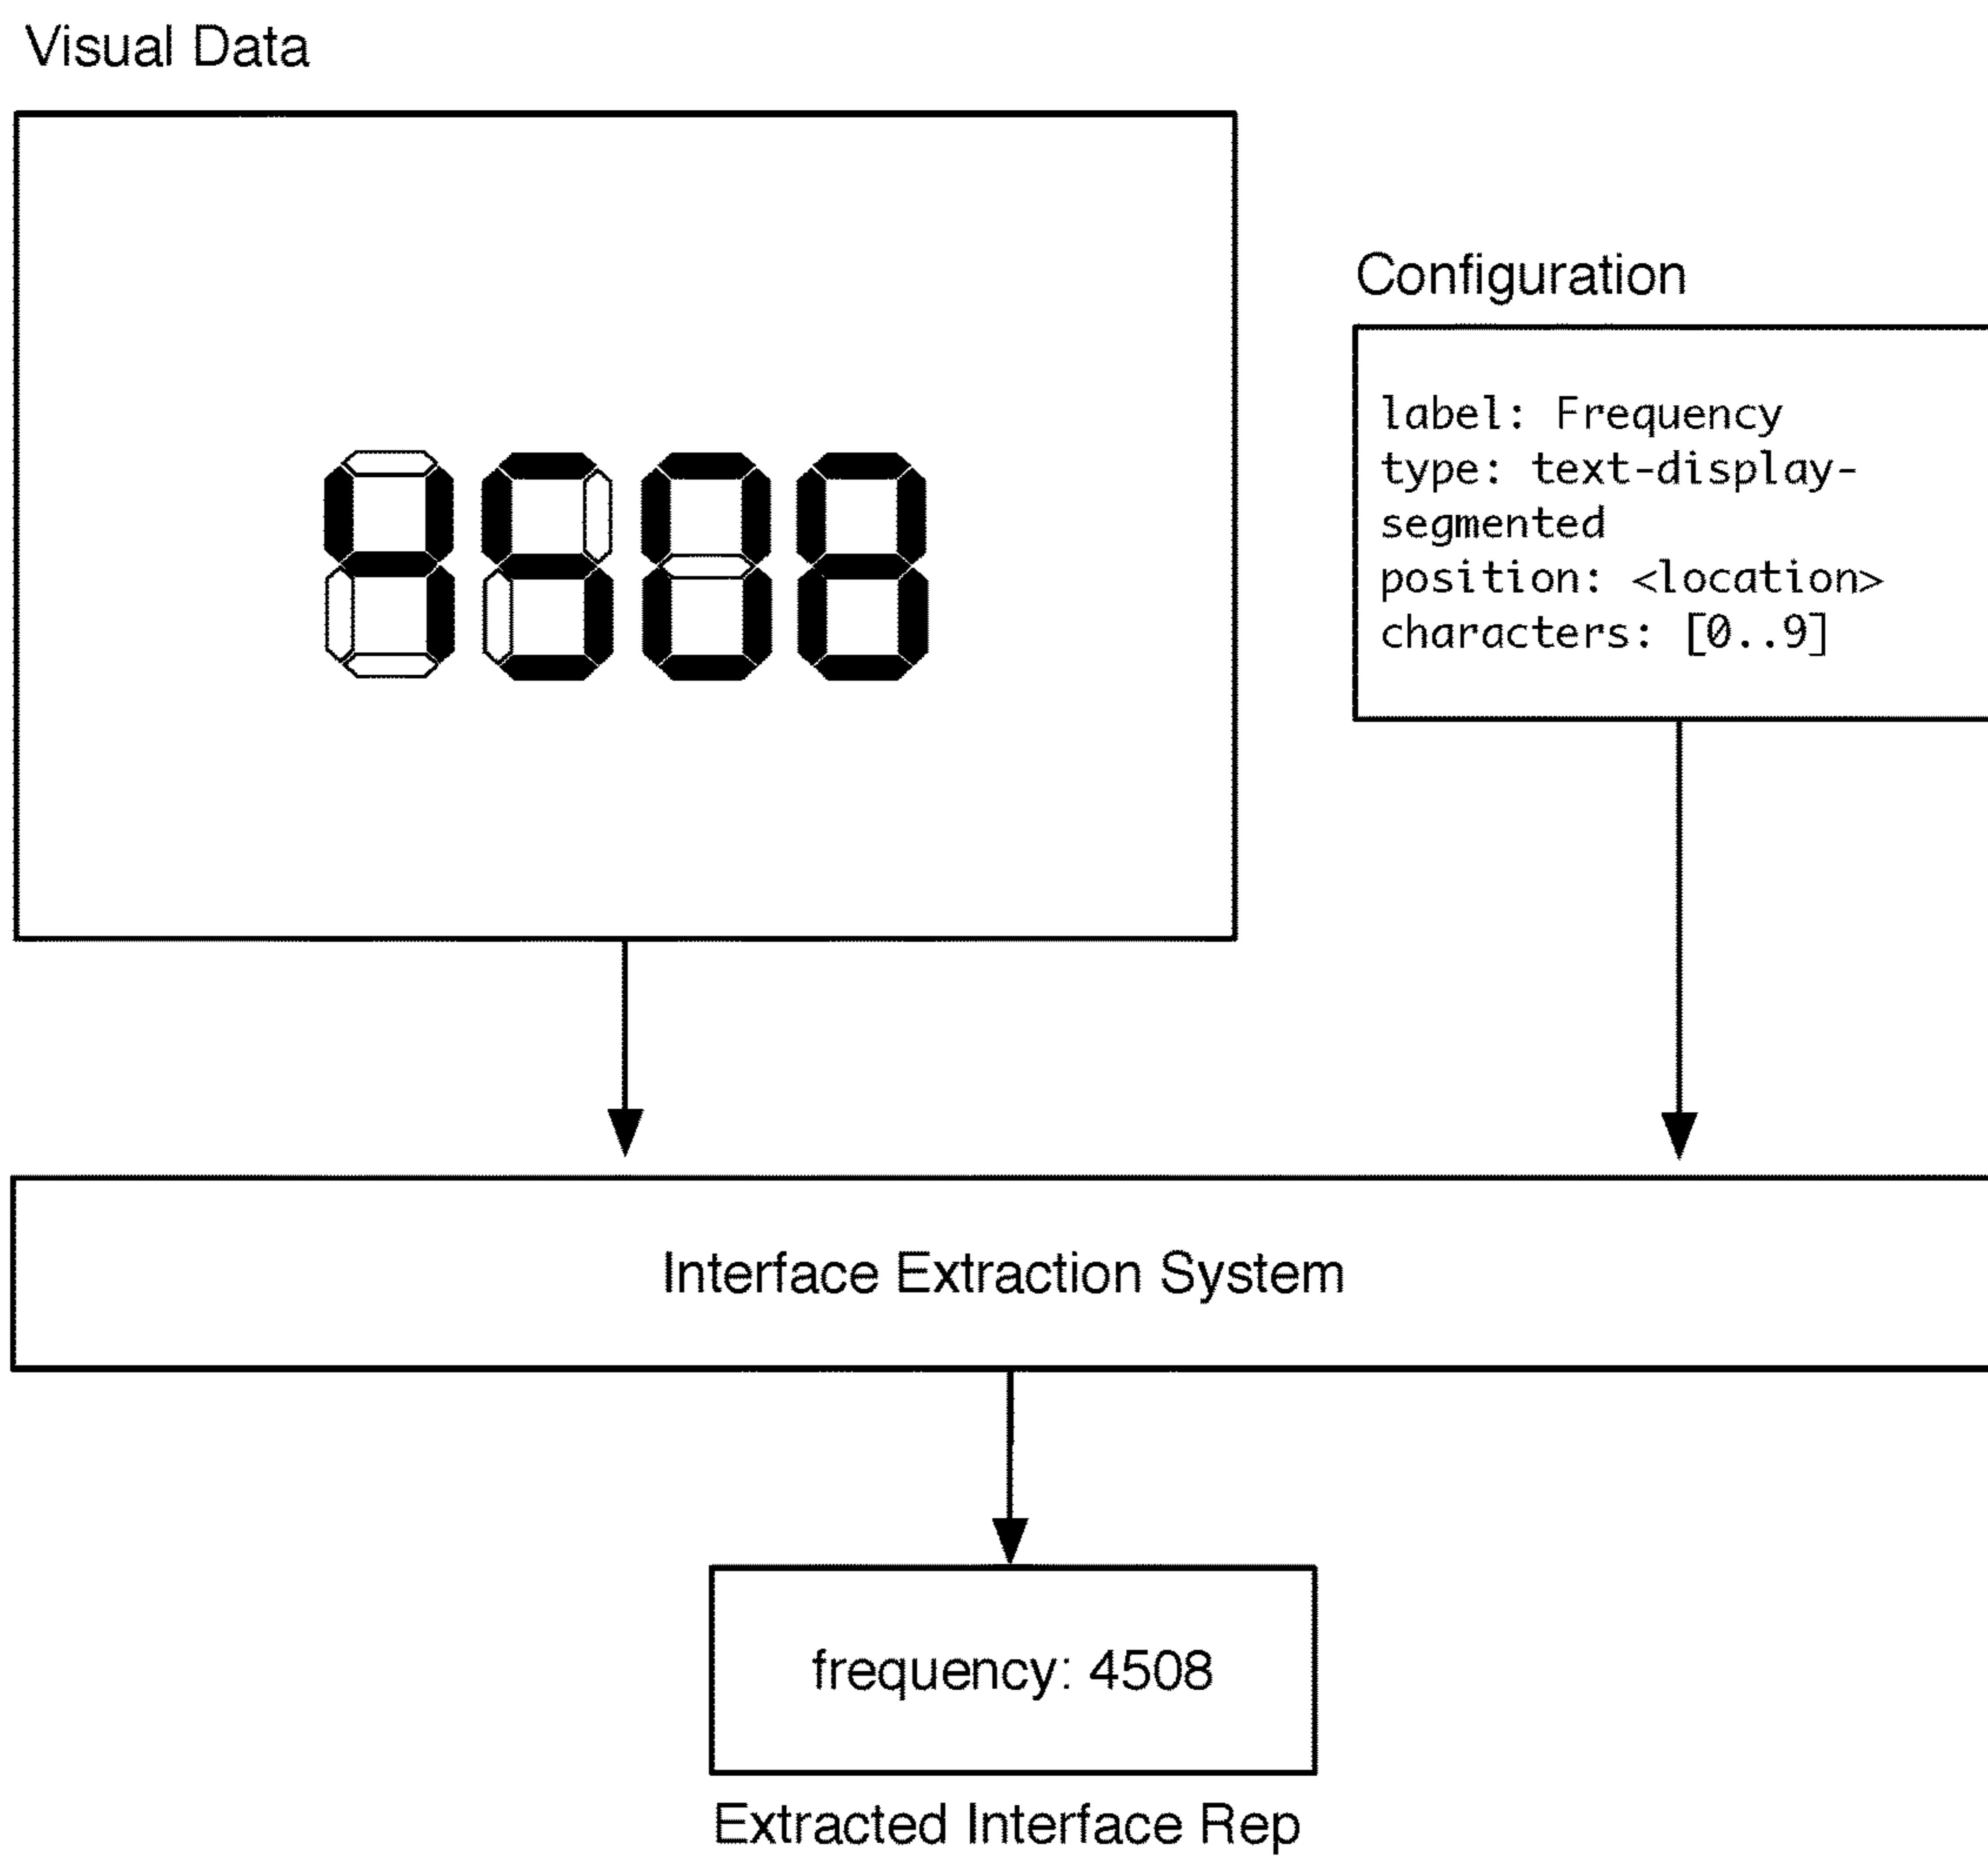 Visual Data
4508
Configuration
label: Frequency
type: text-display-
segmented
position: <location>
characters: [0..9]
Interface Extraction System
frequency: 4508
Extracted Interface Rep